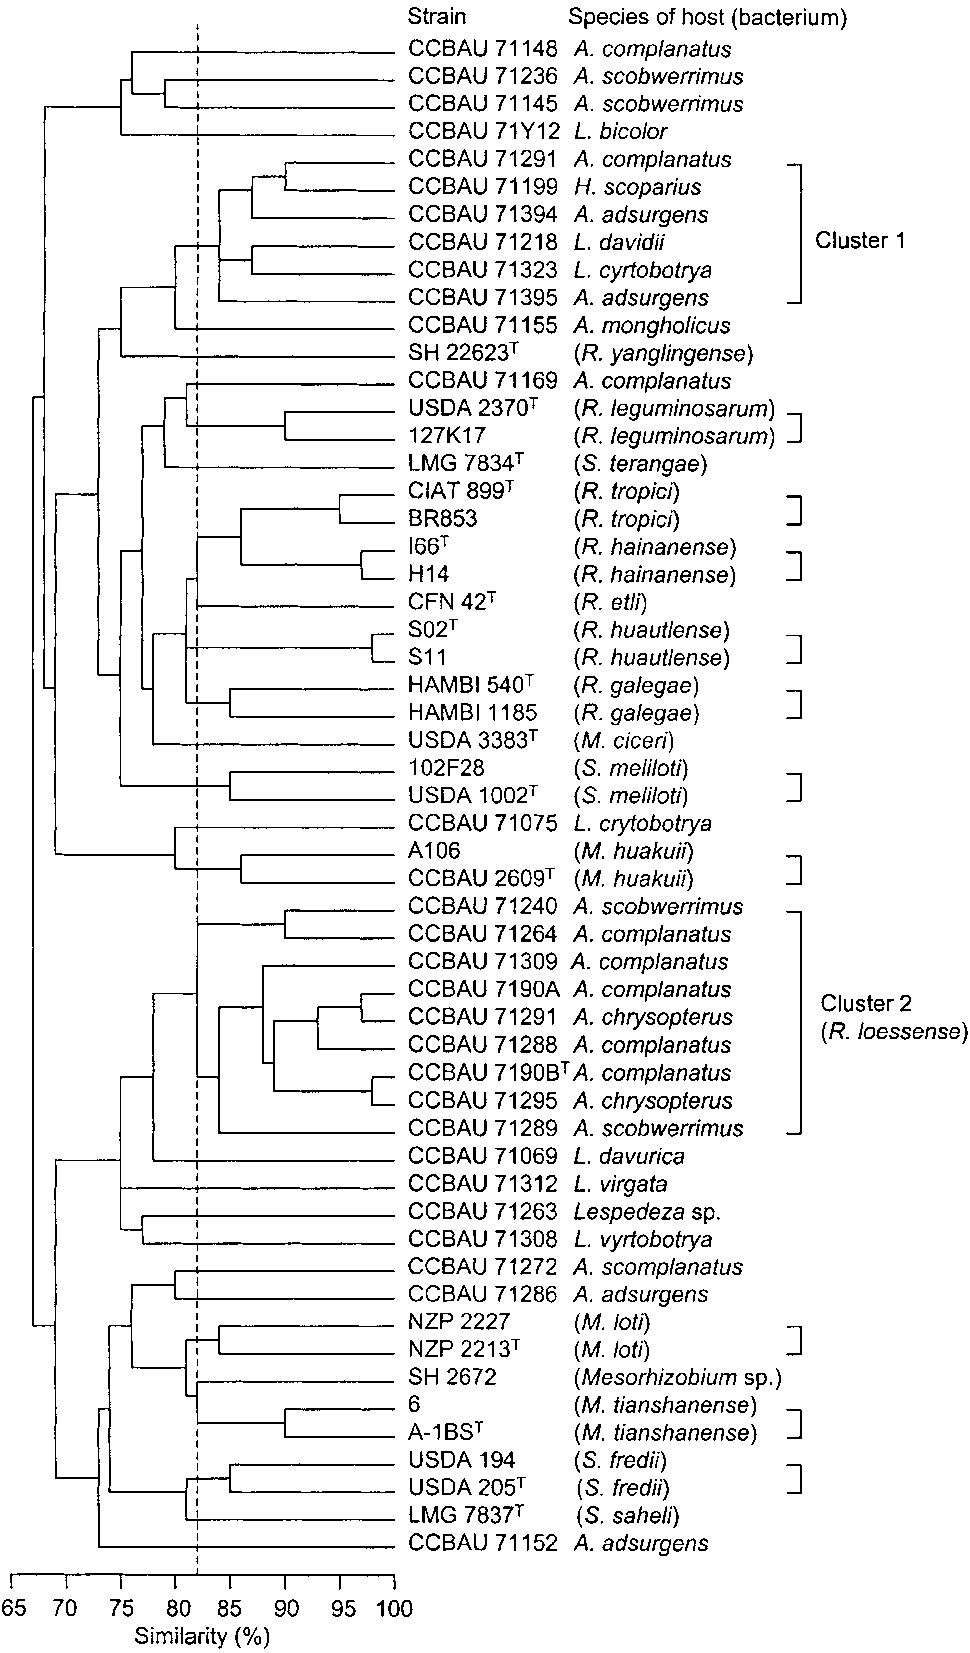 Strain Species of host (bacterium)
CCBAU 71148 A. complanatus
CCBAU 71236 A. scobwerrimus
CCBAU 71145 A. scobwerrimus
CCBAU 71Y12 L. bicolor
CCBAU 71291 A. complanatus
CCBAU 71199 H. scoparius
CCBAU 71394 A. adsurgens
CCBAU 71218 L. davidii
Cluster 1
CCBAU 71323 L. cyrtobotrya
CCBAU 71395 A. adsurgens
CCBAU 71155 A. mongholicus
SH 22623T (R. yanglingense)
CCBAU 71169 A. complanatus
USDA 2370T (R. leguminosarum)
127K17 (R. leguminosarum)
LMG 7834T (S. terangae)
CIAT 899T (R. tropici)
BR853 (R. tropici)
I66T (R. hainanense)
H14 (R. hainanense)
CFN 42T (R. etli)
S02T (R. huautlense)
S11 (R. huautlense)
HAMBI 540T (R. galegae)
HAMBI 1185 (R. galegae)
USDA 3383T (M. ciceri)
102F28 (S. meliloti)
USDA 1002T (S. meliloti)
CCBAU 71075 L. crytobotrya
A106 (M. huakuii)
CCBAU 2609T (M. huakuii)
CCBAU 71240 A. scobwerrimus
CCBAU 71264 A. complanatus
CCBAU 71309 A. complanatus
CCBAU 7190A A. complanatus
Cluster 2
CCBAU 71291 A. chrysopterus
(R. loessense)
CCBAU 71288 A. complanatus
CCBAU 7190BT A. complanatus
CCBAU 71295 A. chrysopterus
CCBAU 71289 A. scobwerrimus
CCBAU 71069 L. davurica
CCBAU 71312 L. virgata
CCBAU 71263 Lespedeza sp.
CCBAU 71308 L. vyrtobotrya
CCBAU 71272 A. scomplanatus
CCBAU 71286 A. adsurgens
NZP 2227 (M. loti)
NZP 2213T (M. loti)
SH 2672 (Mesorhizobium sp.)
6 (M. tianshanense)
A-1BST (M. tianshanense)
USDA 194 (S. fredii)
USDA 205T (S. fredii)
LMG 7837T (S. saheli)
CCBAU 71152 A. adsurgens
65 70 75 80 85 90 95 100
Similarity (%)